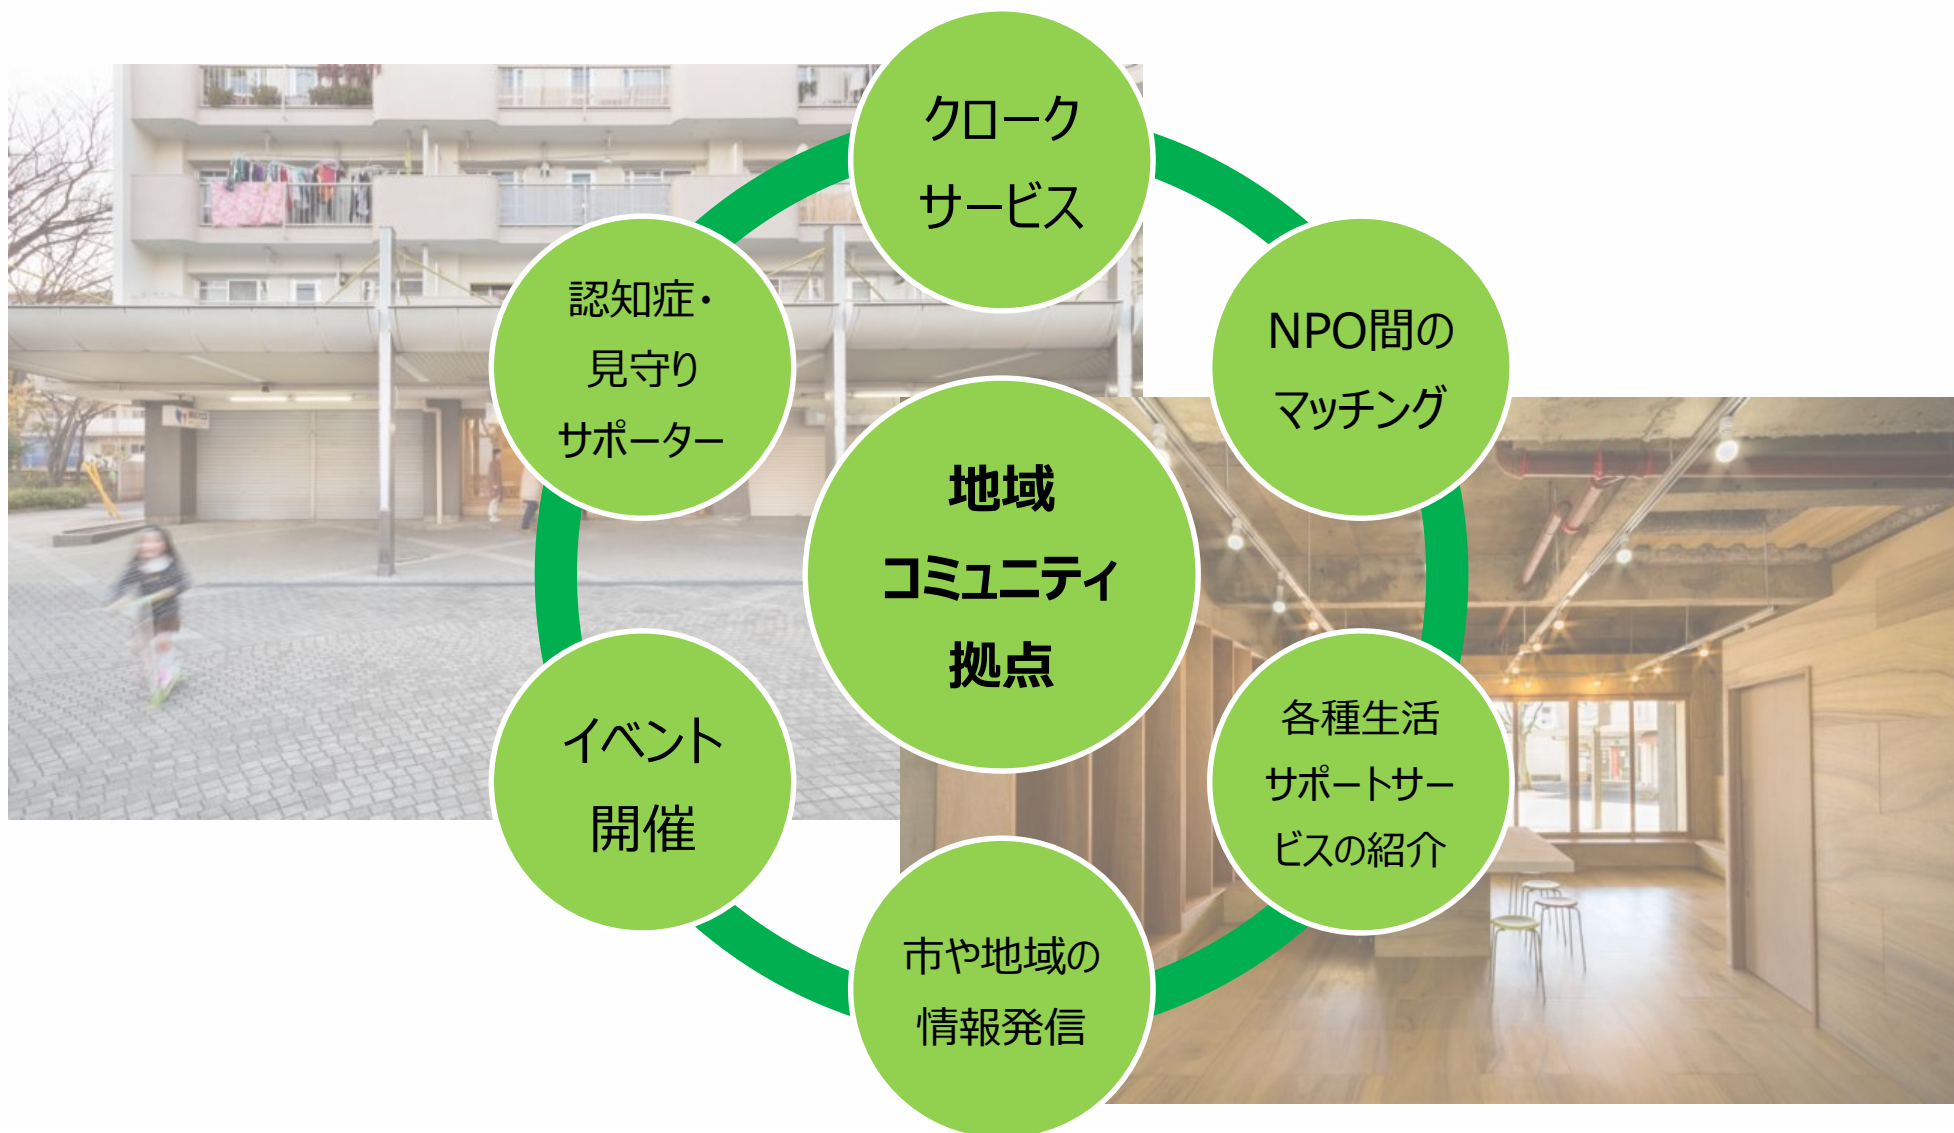 クローク
サービス
NPO間の
マッチング
各種生活
サポートサー
ビスの紹介
市や地域の
情報発信
イベント
開催
認知症・
見守り
サポーター
地域
コミュニティ
拠点